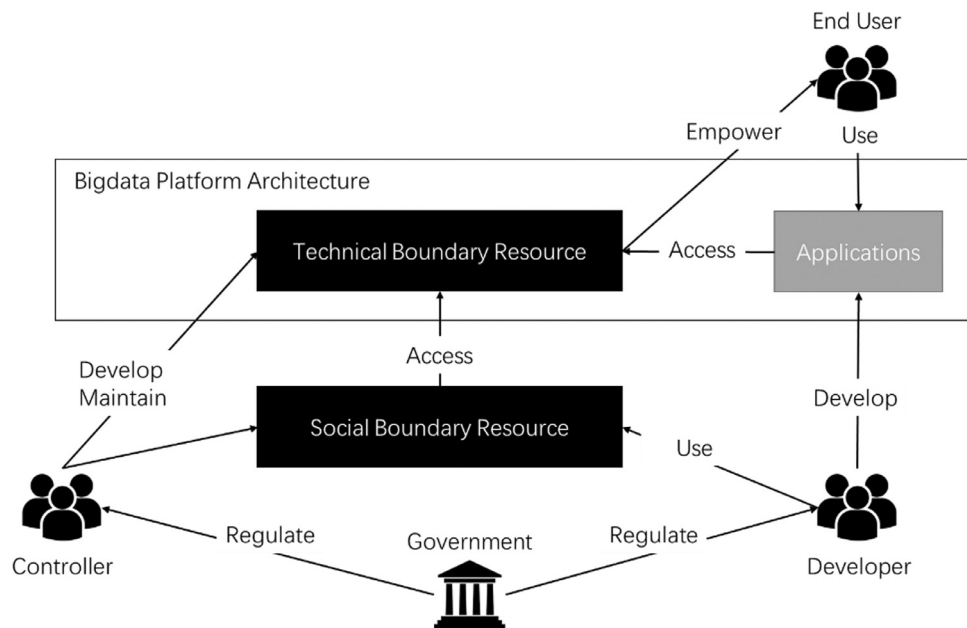 End User
Empower
Use
Bigdata Platform Architecture
Technical Boundary Resource
Access
Applications
Access
Develop
Maintain
Develop
Social Boundary Resource
Use
Regulate
Government
Regulate
Controller
Developer